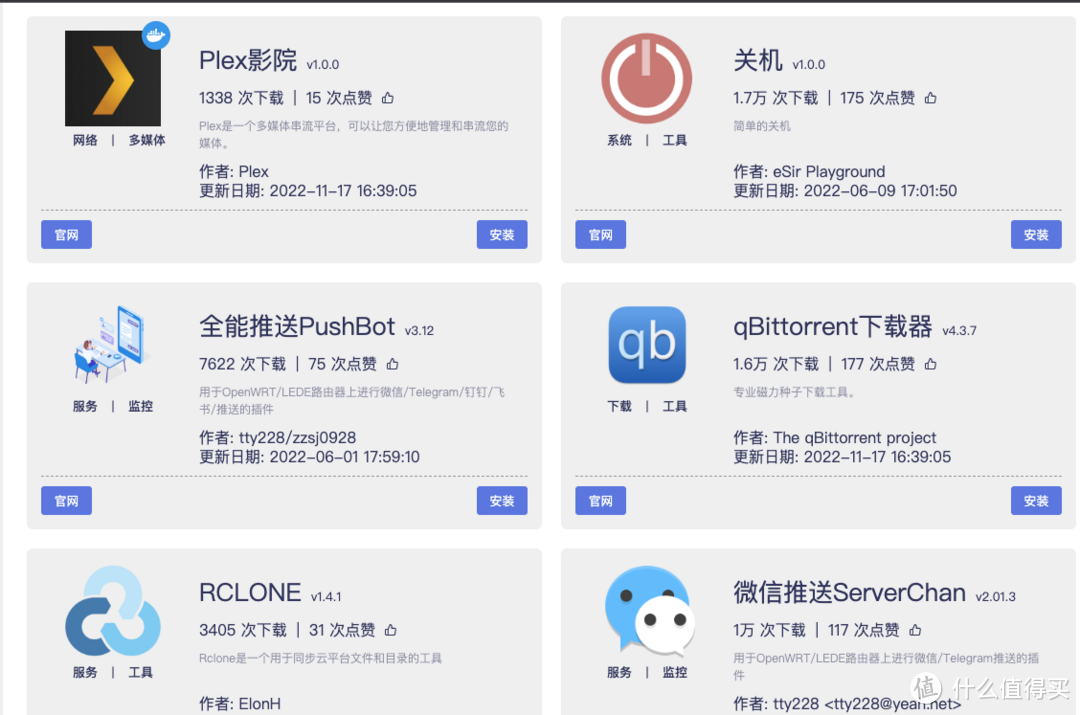 Plex影院 v1.0.0
1338 次下载 | 15 次点赞
Plex是一个多媒体串流平台，可以让您方便地管理和串流您的
媒体。
网络 | 多媒体
作者: Plex
更新日期: 2022-11-17 16:39:05
官网 安装
关机 v1.0.0
1.7万 次下载 | 175 次点赞
简单的关机
系统 | 工具
作者: eSir Playground
更新日期: 2022-06-09 17:01:50
官网 安装
全能推送PushBot v3.12
7622 次下载 | 75 次点赞
用于OpenWRT/LEDE路由器上进行微信/Telegram/钉钉/飞
书/推送的插件
服务 | 监控
作者: tty228/zzsj0928
更新日期: 2022-06-01 17:59:10
官网 安装
qb
qBittorrent下载器 v4.3.7
1.6万 次下载 | 177 次点赞
专业磁力种子下载工具。
下载 | 工具
作者: The qBittorrent project
更新日期: 2022-11-17 16:39:05
官网 安装
RCLONE v1.4.1
3405 次下载 | 31 次点赞
Rclone是一个用于同步云平台文件和目录的工具
服务 | 工具
作者: ElonH
微信推送ServerChan v2.01.3
1万 次下载 | 117 次点赞
用于OpenWRT/LEDE路由器上进行微信/Telegram推送的插
件
服务 | 监控
作者: tty228 <tty228@yeah.net>
值 什么值得买